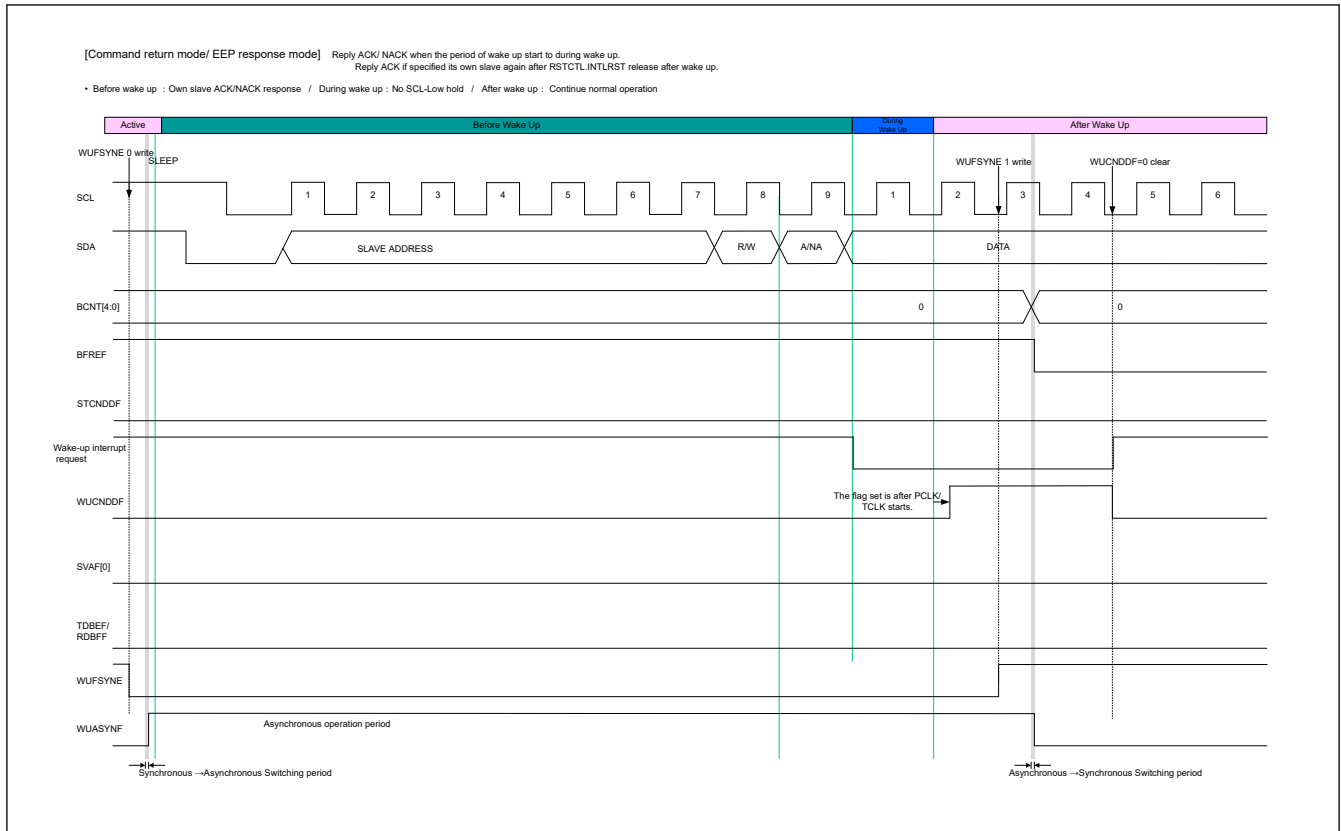 [Command return mode/ EEP response mode] Reply ACK/ NACK when the period of wake up start to during wake up.
Reply ACK if specified its own slave again after RSTCTL.INTLRST release after wake up.
• Before wake up : Own slave ACK/NACK response / During wake up : No SCL-Low hold / After wake up : Continue normal operation
Active Before Wake Up During Wake Up After Wake Up
WUFSYNE 0 write
SLEEP
WUFSYNE 1 write WUCNDDF=0 clear
SCL 1 2 3 4 5 6 7 8 9 1 2 3 4 5 6
SDA SLAVE ADDRESS R/W A/NA DATA
BCNT[4:0] 0 0
BFREF
STCNDDF
Wake-up interrupt
request
WUCNDDF
The flag set is after PCLK/
TCLK starts.
SVAF[0]
TDBEF/
RDBFF
WUFSYNE
WUASYNF Asynchronous operation period
Synchronous →Asynchronous Switching period Asynchronous →Synchronous Switching period